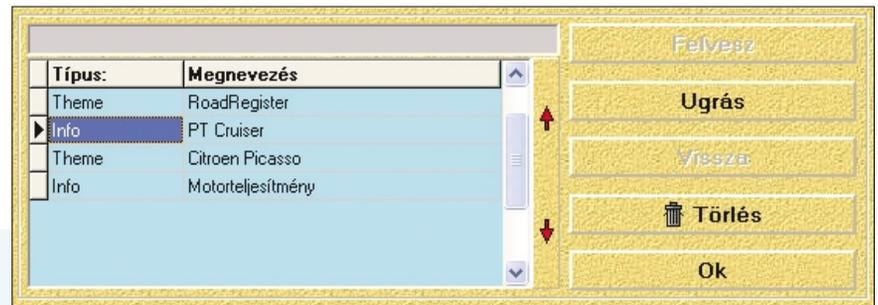 Típus: Megnevezés
Theme RoadRegister
Info PT Cruiser
Theme Citroen Picasso
Info Motorteljesítmény
Felvesz
Ugrás
Vissza
Törlés
Ok